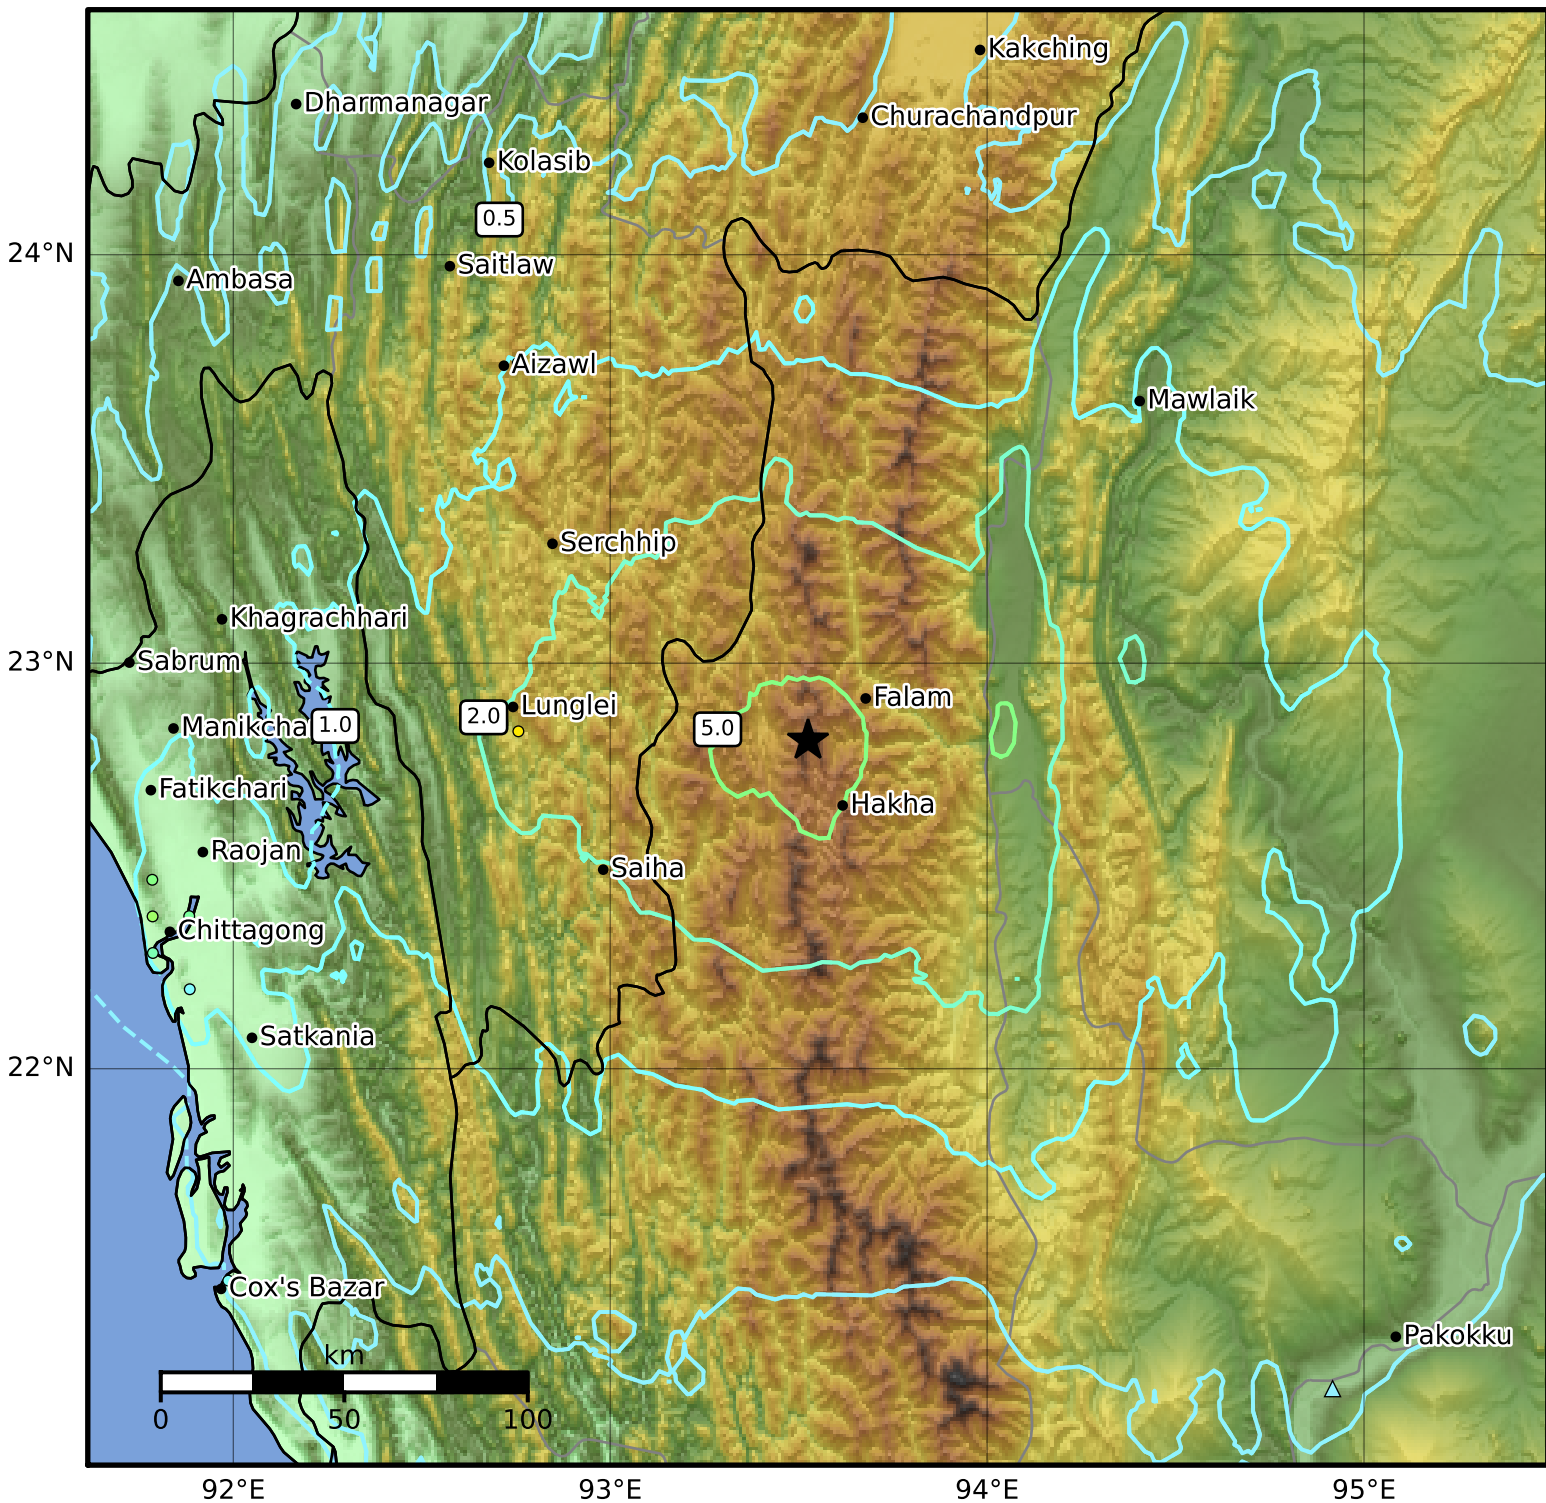 Kakching
Dharmanagar
Churachandpur
Kolasib
0.5
24°N
Saitlaw
Ambasa
Aizawl
Mawlaik
Serchhip
Khagrachhari
23°N
Sabrum
Falam
Lunglei
2.0
1.0
5.0
Manikcha
Fatikchari
Hakha
Raojan
Saiha
Chittagong
Satkania
22°N
Cox's Bazar
Pakokku
km
0 50 100
92°E 93°E 94°E 95°E